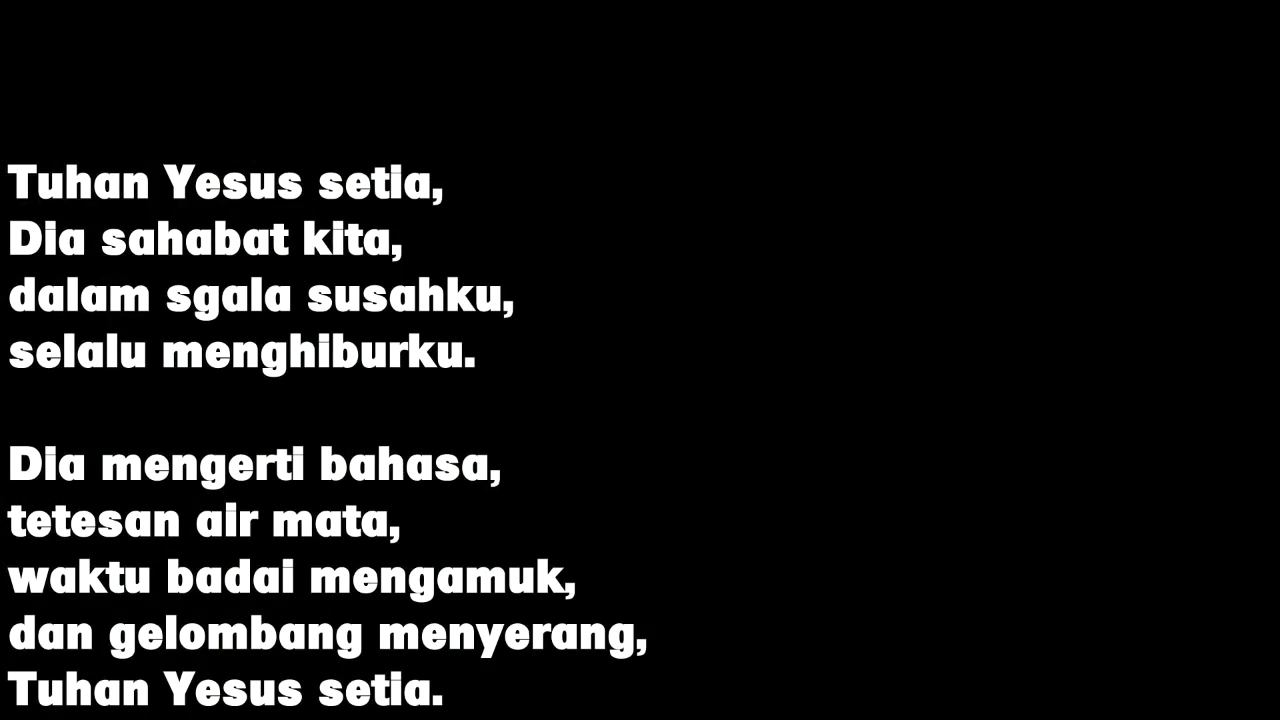 Tuhan Yesus setia,
Dia sahabat kita,
dalam sgala susahku,
selalu menghiburku.
Dia mengerti bahasa,
tetesan air mata,
waktu badai mengamuk,
dan gelombang menyerang,
Tuhan Yesus setia.